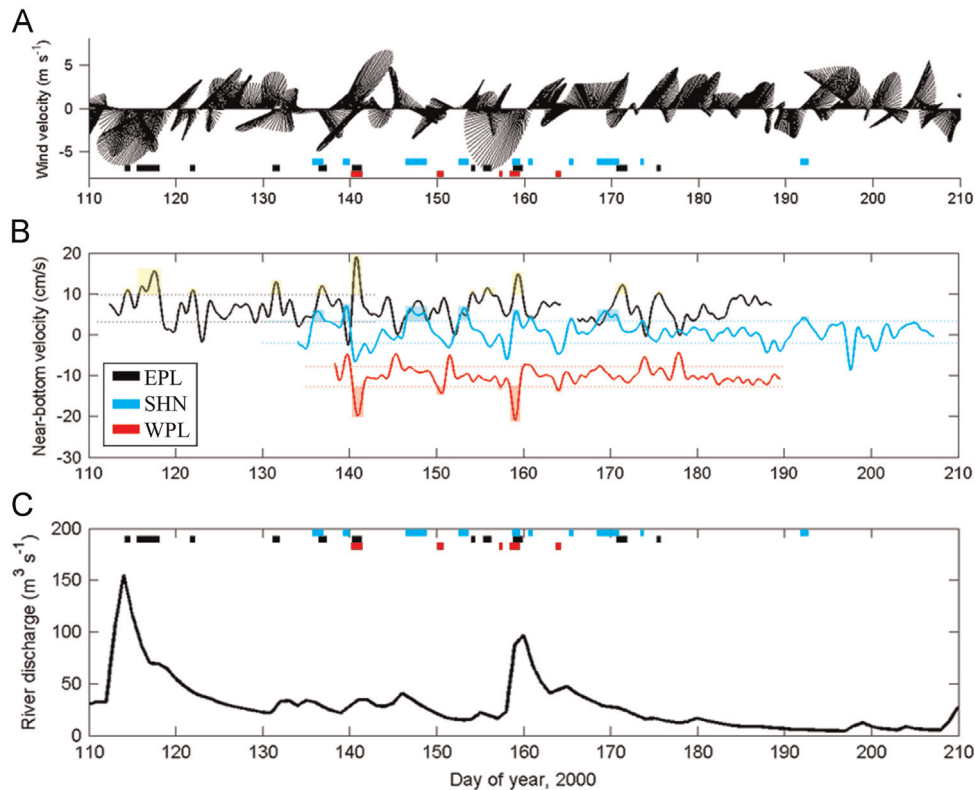 A
Wind velocity (m s⁻¹)
5
0
-5
110 120 130 140 150 160 170 180 190 200 210
B
Near-bottom velocity (cm/s)
20
10
0
-10
-20
-30
EPL
SHN
WPL
110 120 130 140 150 160 170 180 190 200 210
C
River discharge (m³ s⁻¹)
200
150
100
50
0
110 120 130 140 150 160 170 180 190 200 210
Day of year, 2000